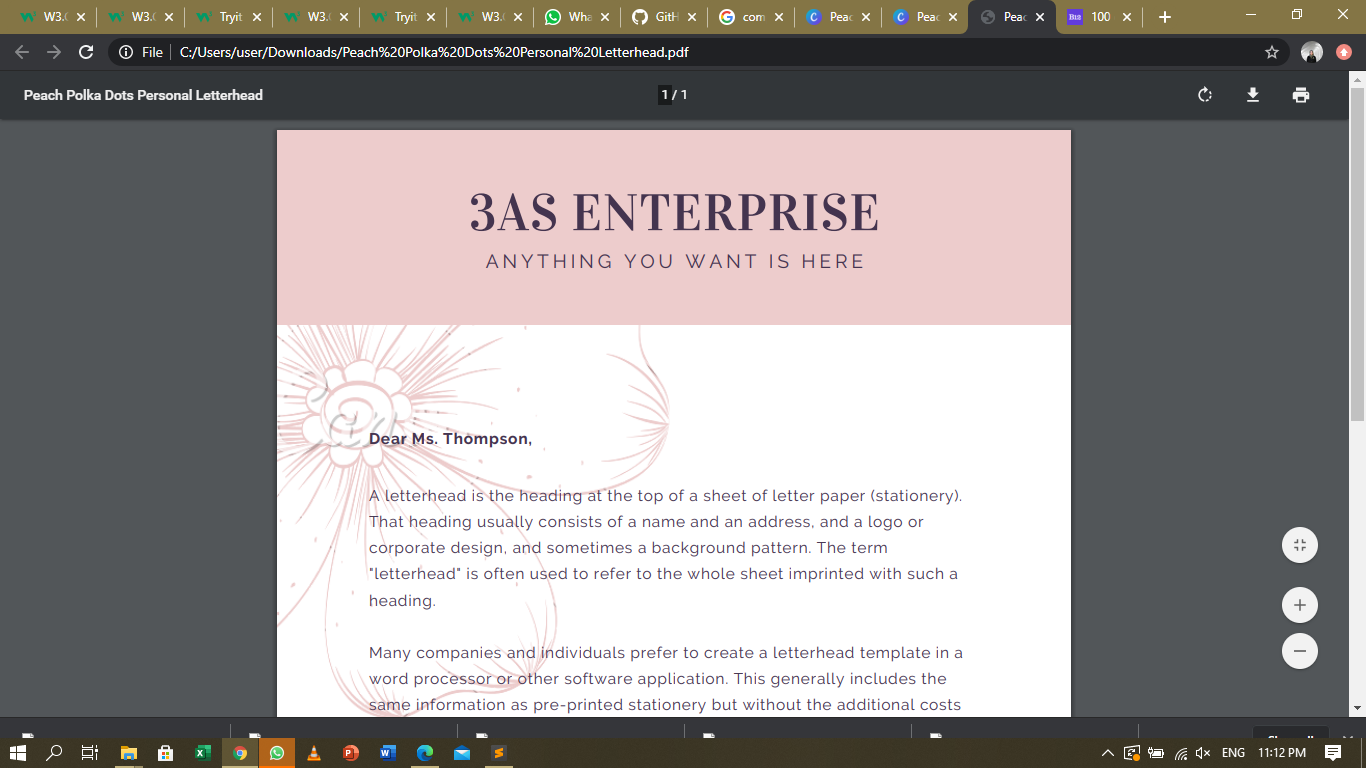 W3.
W3.
Tryit
W3.
Tryit
W3.
Wha
GitH
com
Peac
Peac
Peac
100
File
C:/Users/user/Downloads/Peach%20Polka%20Dots%20Personal%20Letterhead.pdf
Peach Polka Dots Personal Letterhead
1 / 1
3AS ENTERPRISE
ANYTHING YOU WANT IS HERE
Dear Ms. Thompson,
A letterhead is the heading at the top of a sheet of letter paper (stationery).
That heading usually consists of a name and an address, and a logo or
corporate design, and sometimes a background pattern. The term
"letterhead" is often used to refer to the whole sheet imprinted with such a
heading.
Many companies and individuals prefer to create a letterhead template in a
word processor or other software application. This generally includes the
same information as pre-printed stationery but without the additional costs
ENG
11:12 PM